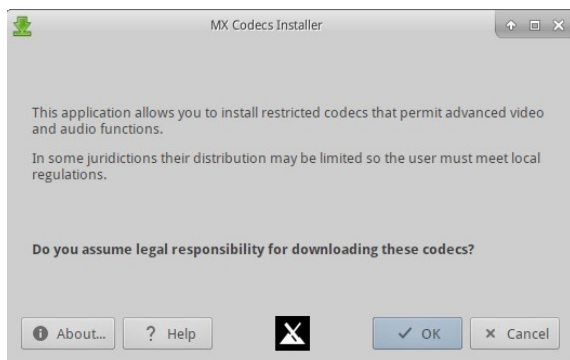 MX Codecs Installer
This application allows you to install restricted codecs that permit advanced video
and audio functions.
In some juridictions their distribution may be limited so the user must meet local
regulations.
Do you assume legal responsibility for downloading these codecs?
About... ? Help OK Cancel